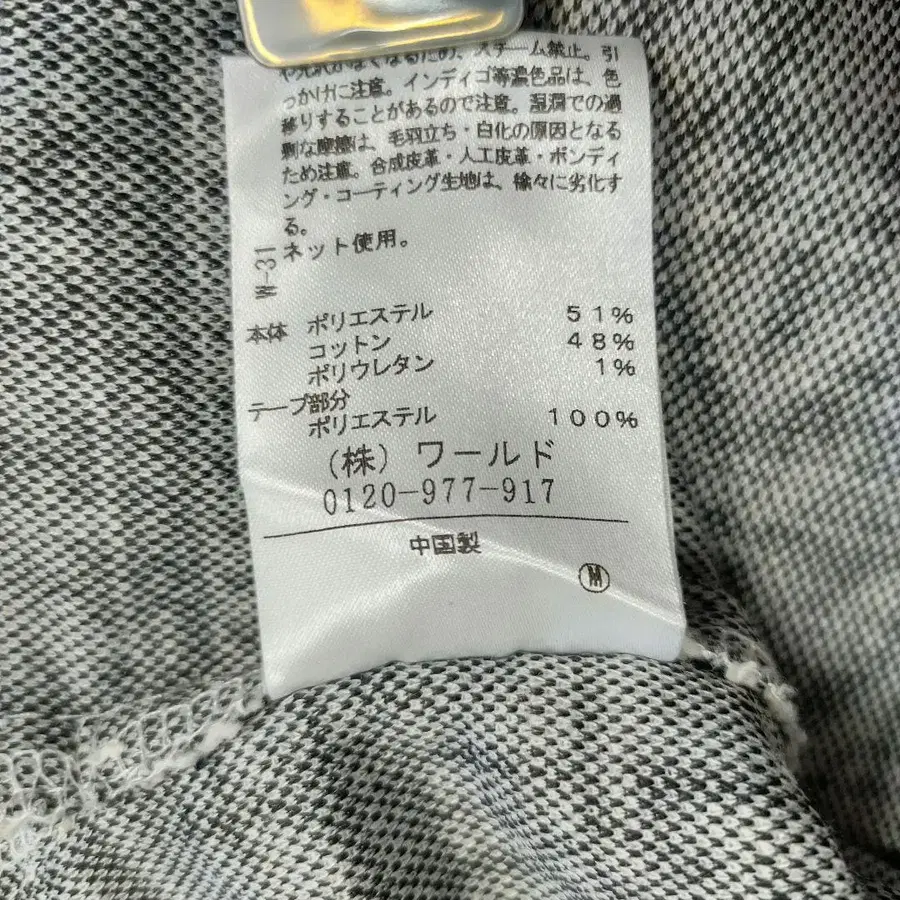 や光沢がなくなるため、スチーム禁止。引
っかけに注意。インディゴ等濃色品は、色
移りすることがあるので注意。湿潤での過
剰な摩擦は、毛羽立ち・白化の原因となる
ため注意。合成皮革・人工皮革・ボンディ
ング・コーティング生地は、徐々に劣化す
る。
ネット使用。
W-31
本体 ポリエステル 51%
コットン 48%
ポリウレタン 1%
テープ部分
ポリエステル 100%
(株)ワールド
0120-977-917
中国製
M